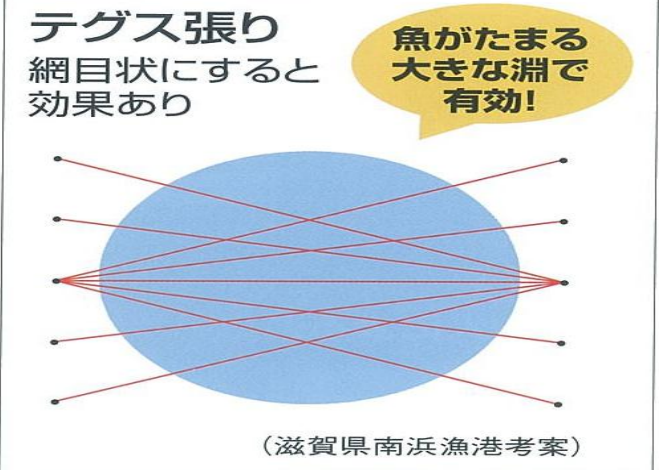 テグス張り
網目状にすると
効果あり
魚がたまる
大きな淵で
有効!
（滋賀県南浜漁港考案）